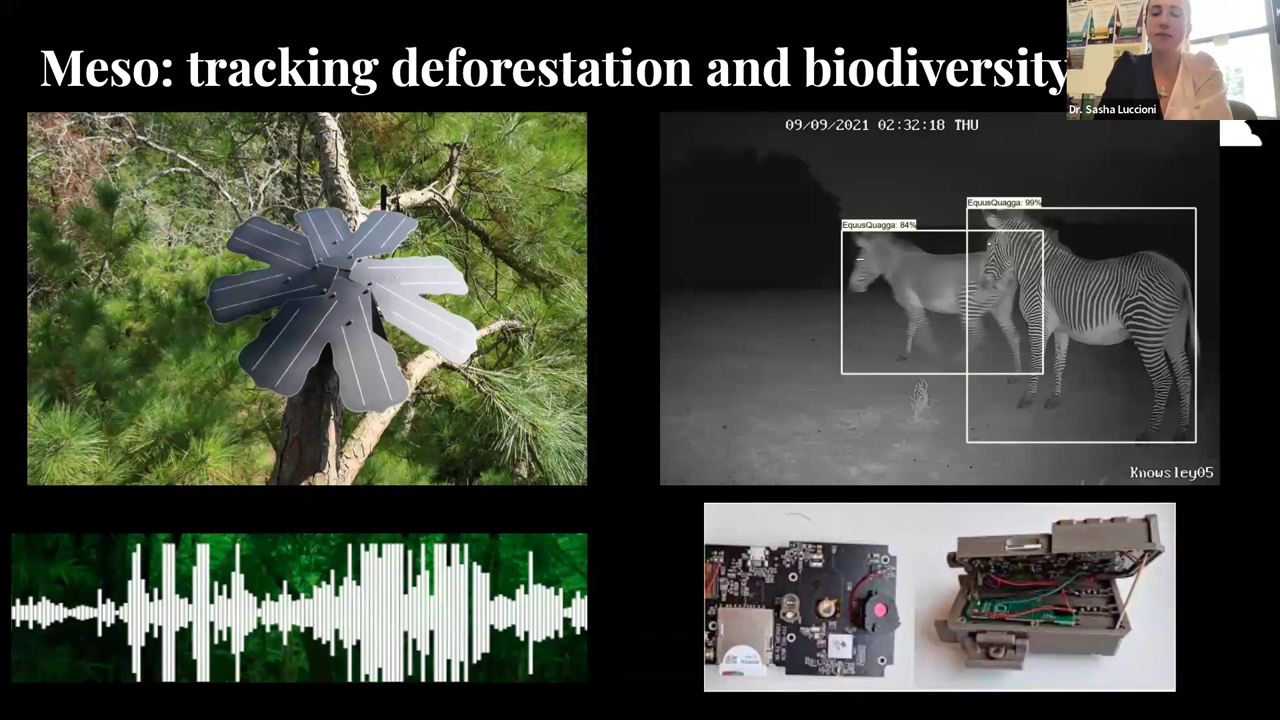 Meso: tracking deforestation and biodiversity
Dr. Sasha Luccioni
09/09/2021 02:32:18 THU
EquusQuagga: 99%
EquusQuagga: 84%
Knowsley05